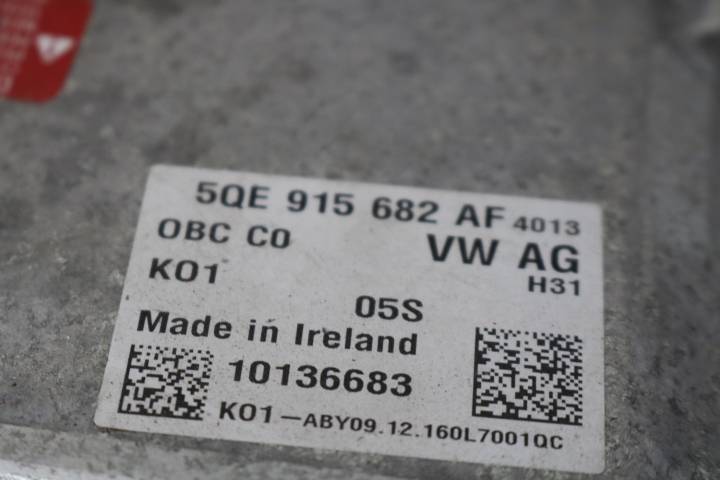 5QE 915 682 AF 4013
OBC C0 VW AG
K01 H31
05S
Made in Ireland
10136683
K01-ABY09.12.160L7001QC